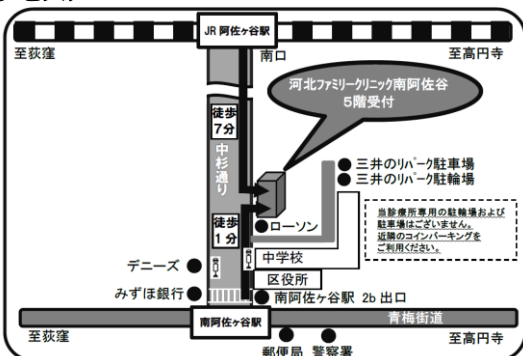 JR 阿佐ヶ谷駅
至荻窪
南口
至高円寺
河北ファミリークリニック南阿佐谷
5階受付
徒歩
7分
中杉通り
三井のリパーク駐車場
三井のリパーク駐輪場
当診療所専用の駐輪場および
駐車場はございません。
近隣のコインパーキングを
ご利用ください。
ローソン
徒歩
1分
中学校
デニーズ
区役所
みずほ銀行
南阿佐ヶ谷駅 2b 出口
南阿佐ヶ谷駅
青梅街道
至荻窪
至高円寺
郵便局
警察署